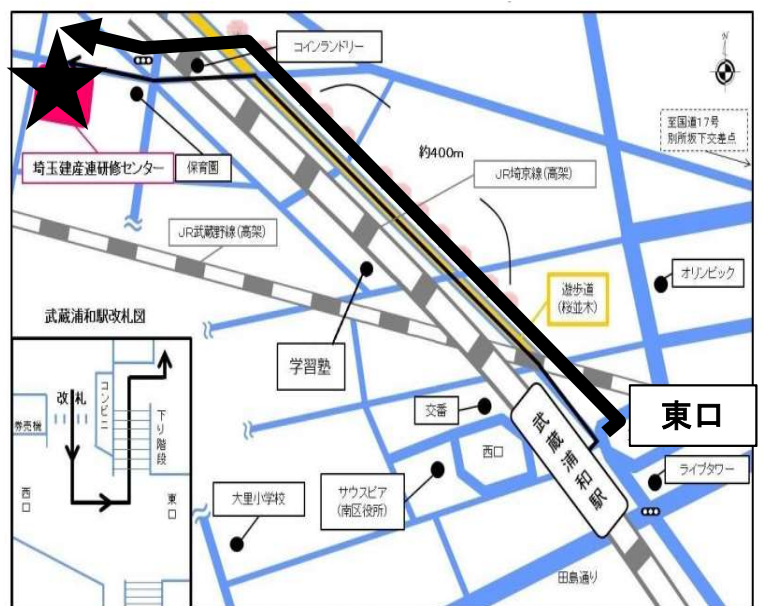 コインランドリー
N
至国道17号
別所坂下交差点
埼玉建産連研修センター
保育園
約400m
JR埼京線(高架)
JR武蔵野線(高架)
オリンピック
遊歩道
(桜並木)
武蔵浦和駅改札図
学習塾
東口
交番
武蔵浦和駅
西口
ライブタワー
サウスピア
(南区役所)
大里小学校
田島通り
改札
コンビニ
券売機
下り階段
西口
東口